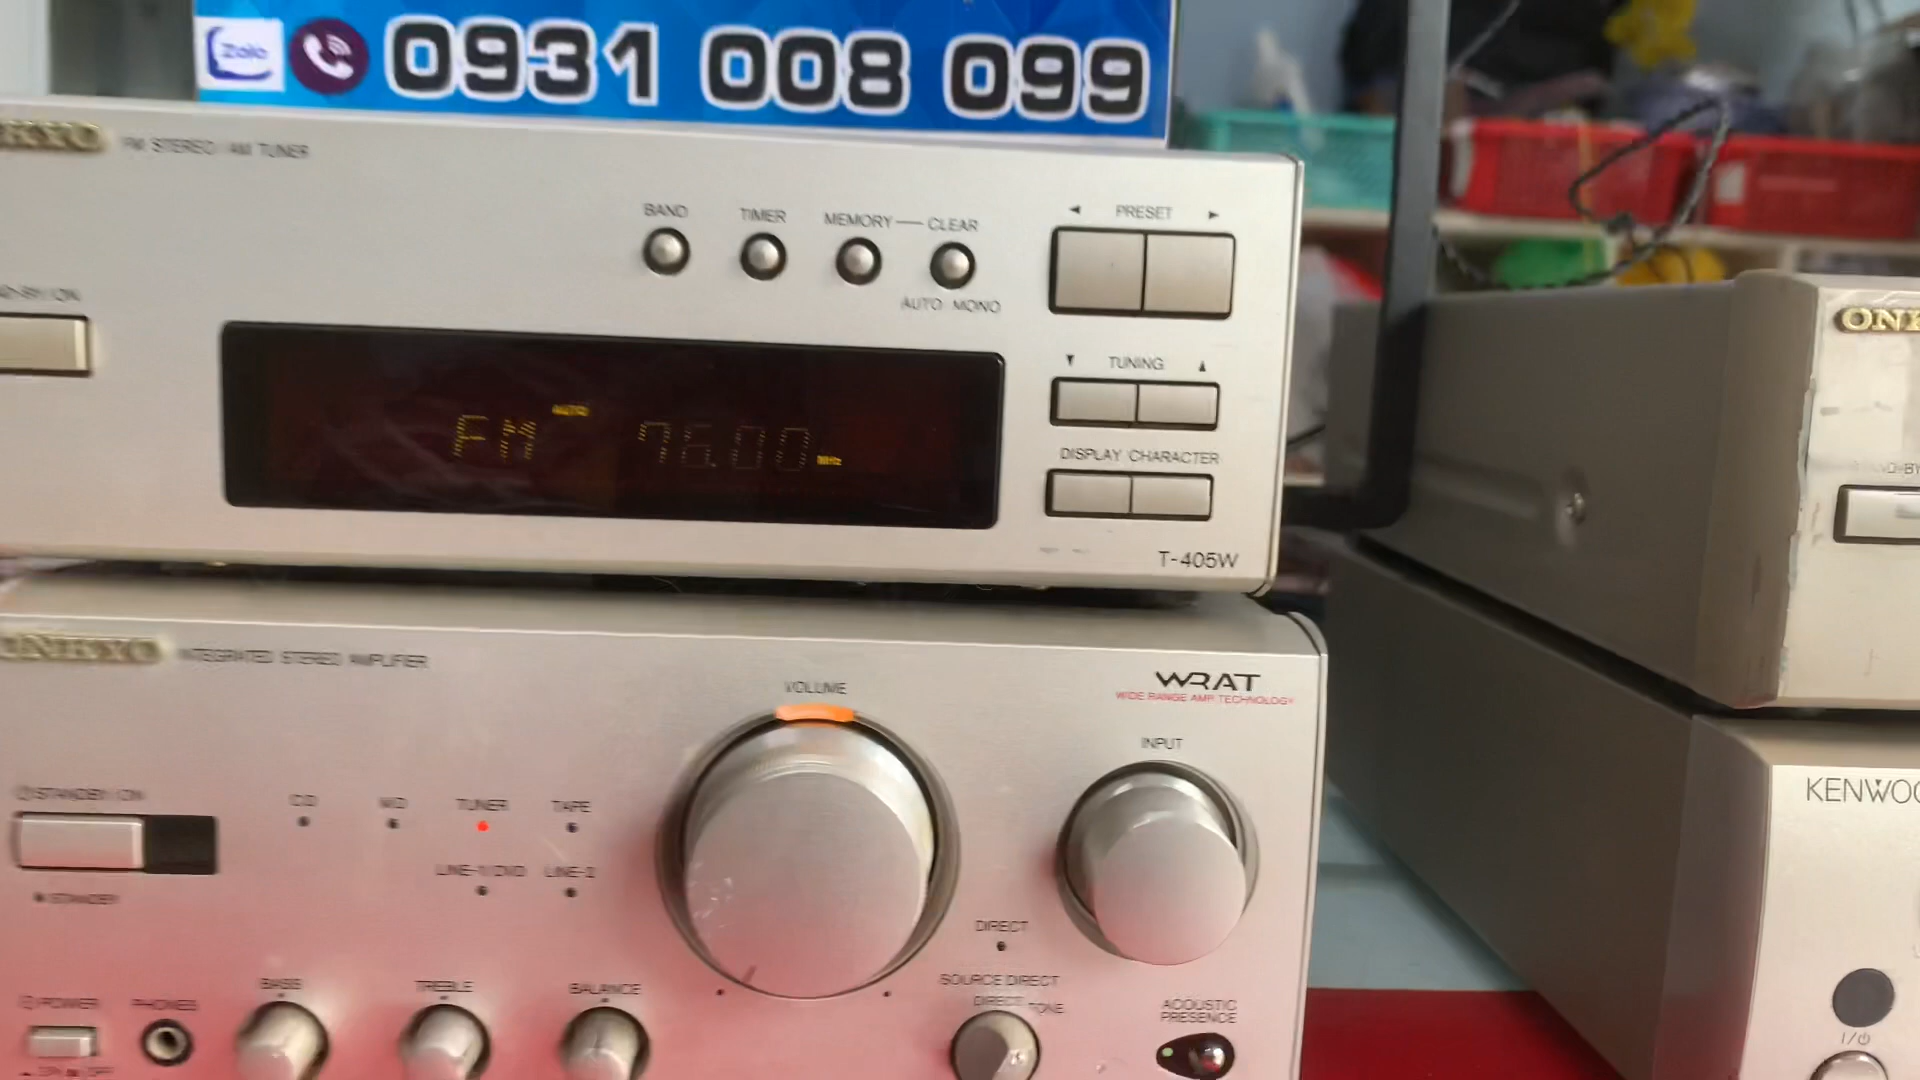 Zalo 0931 008 099
ONKYO FM STEREO / AM TUNER
BAND TIMER MEMORY CLEAR
AUTO MONO
◄ PRESET ►
▼ TUNING ▲
FM AUTO 76.00 MHz
DISPLAY CHARACTER
T-405W
ONKYO INTEGRATED STEREO AMPLIFIER
WRAT
WIDE RANGE AMP. TECHNOLOGY
VOLUME
INPUT
STANDBY / ON
CD MD TUNER TAPE
LINE-1/DVD LINE-2
STANDBY
DIRECT
SOURCE DIRECT
DIRECT TONE
POWER PHONES BASS TREBLE BALANCE
ACOUSTIC
PRESENCE
ONK
KENWOO
I/⏻